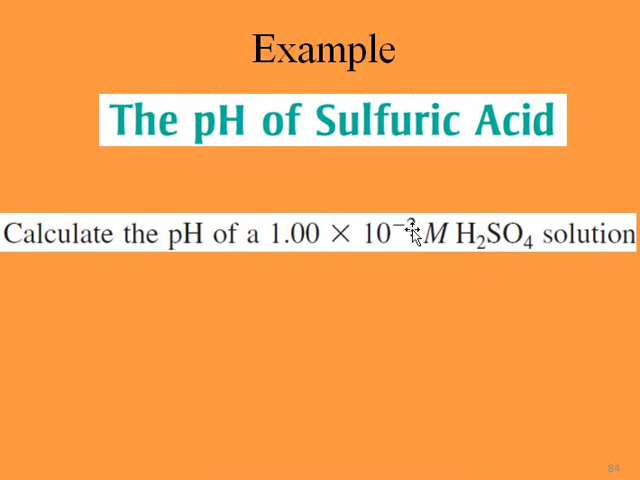 Example
The pH of Sulfuric Acid
Calculate the pH of a 1.00 × 10⁻² M H₂SO₄ solution
84